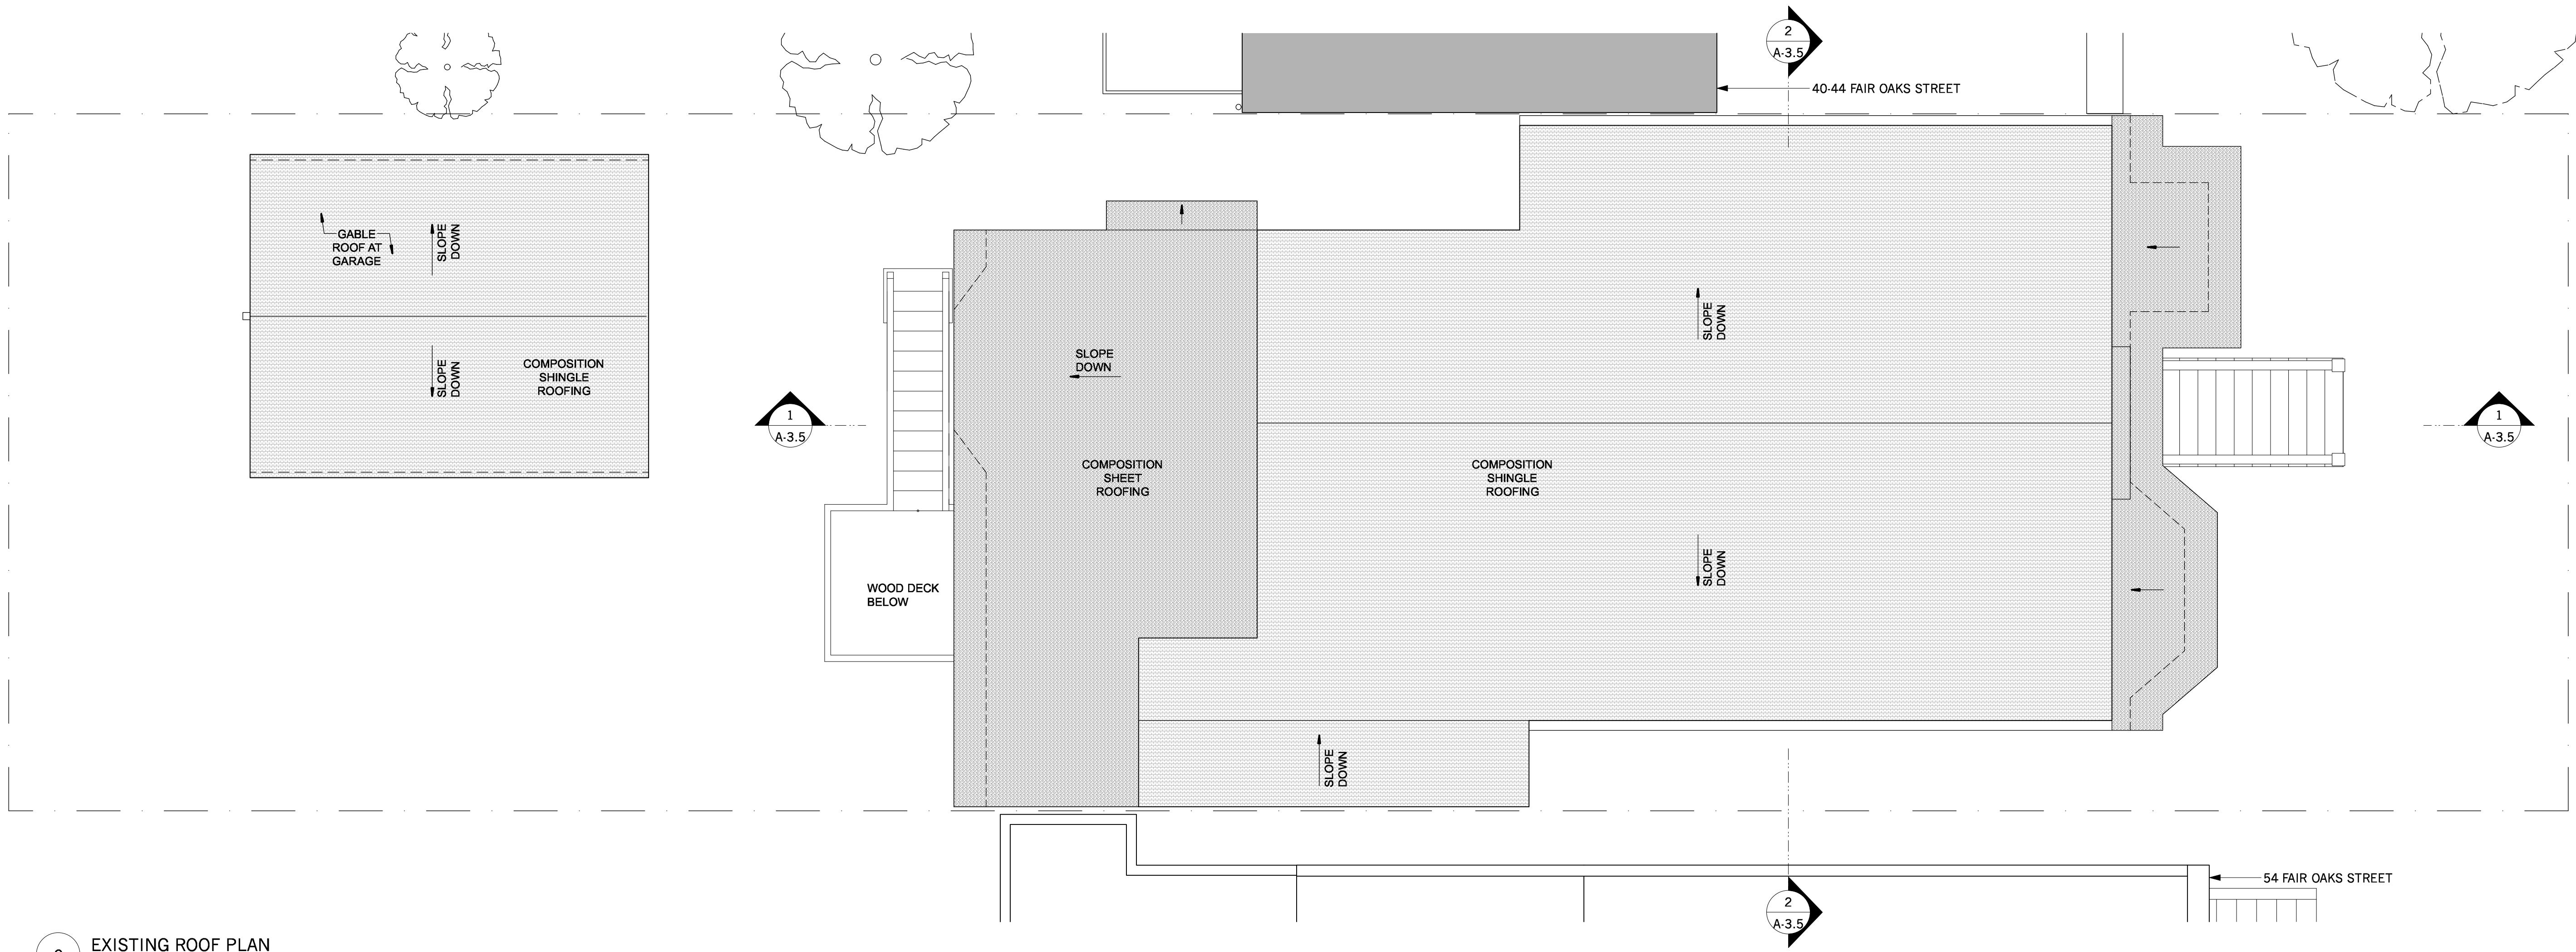 2
A-3.5
40-44 FAIR OAKS STREET
GABLE
ROOF AT
GARAGE
SLOPE
DOWN
SLOPE
DOWN
COMPOSITION
SHINGLE
ROOFING
1
A-3.5
SLOPE
DOWN
COMPOSITION
SHEET
ROOFING
WOOD DECK
BELOW
SLOPE
DOWN
COMPOSITION
SHINGLE
ROOFING
SLOPE
DOWN
SLOPE
DOWN
1
A-3.5
54 FAIR OAKS STREET
2
A-3.5
EXISTING ROOF PLAN